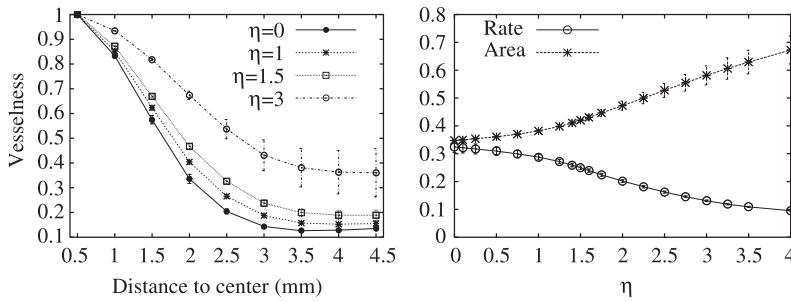 1
0.9
0.8
0.7
0.6
0.5
0.4
0.3
0.2
0.1
Vesselness
η=0
η=1
η=1.5
η=3
0.5 1 1.5 2 2.5 3 3.5 4 4.5
Distance to center (mm)
0.8
0.7
0.6
0.5
0.4
0.3
0.2
0.1
0
Rate
Area
0 0.5 1 1.5 2 2.5 3 3.5 4
η